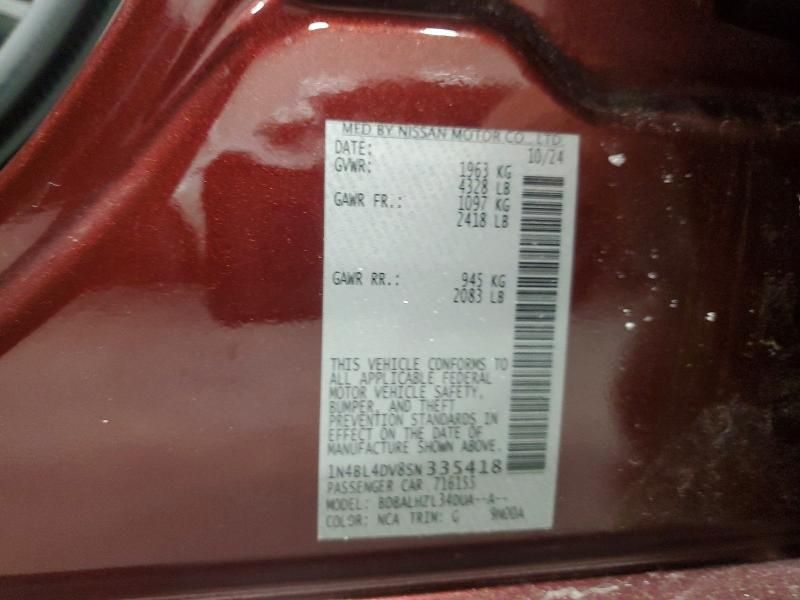 MFD BY NISSAN MOTOR CO., LTD.
DATE: 10/24
GVWR: 1963 KG
4328 LB
GAWR FR.: 1097 KG
2418 LB
GAWR RR.: 945 KG
2083 LB
THIS VEHICLE CONFORMS TO
ALL APPLICABLE FEDERAL
MOTOR VEHICLE SAFETY,
BUMPER, AND THEFT
PREVENTION STANDARDS IN
EFFECT ON THE DATE OF
MANUFACTURE SHOWN ABOVE.
1N4BL4DV8SN335418
PASSENGER CAR 716155
MODEL:
COLOR: NCA TRIM: G 9N00A